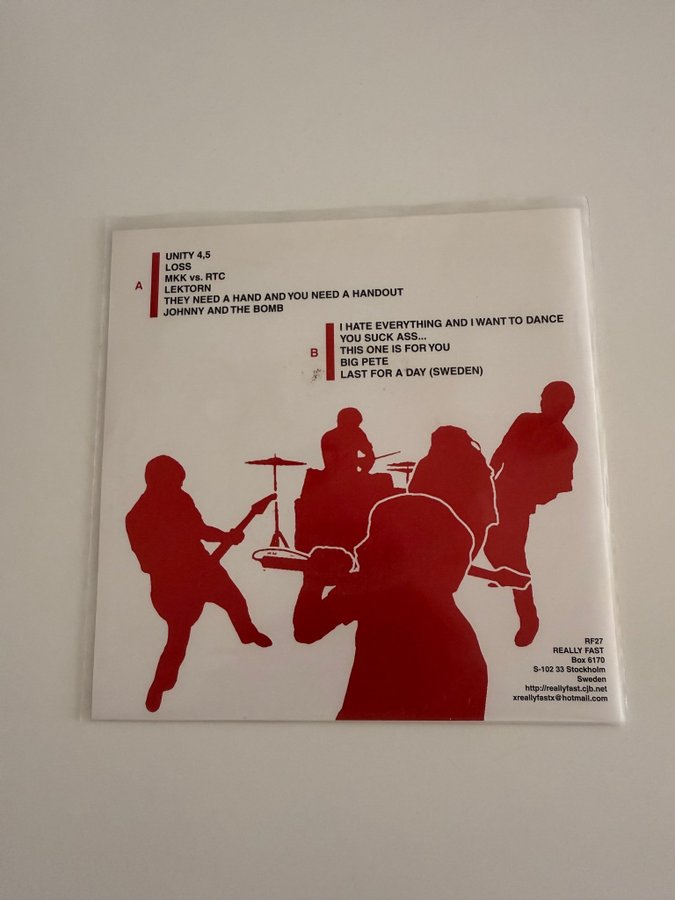 A
UNITY 4,5
LOSS
MKK vs. RTC
LEKTORN
THEY NEED A HAND AND YOU NEED A HANDOUT
JOHNNY AND THE BOMB
B
I HATE EVERYTHING AND I WANT TO DANCE
YOU SUCK ASS...
THIS ONE IS FOR YOU
BIG PETE
LAST FOR A DAY (SWEDEN)
RF27
REALLY FAST
Box 6170
S-102 33 Stockholm
Sweden
http://reallyfast.cjb.net
xreallyfastx@hotmail.com